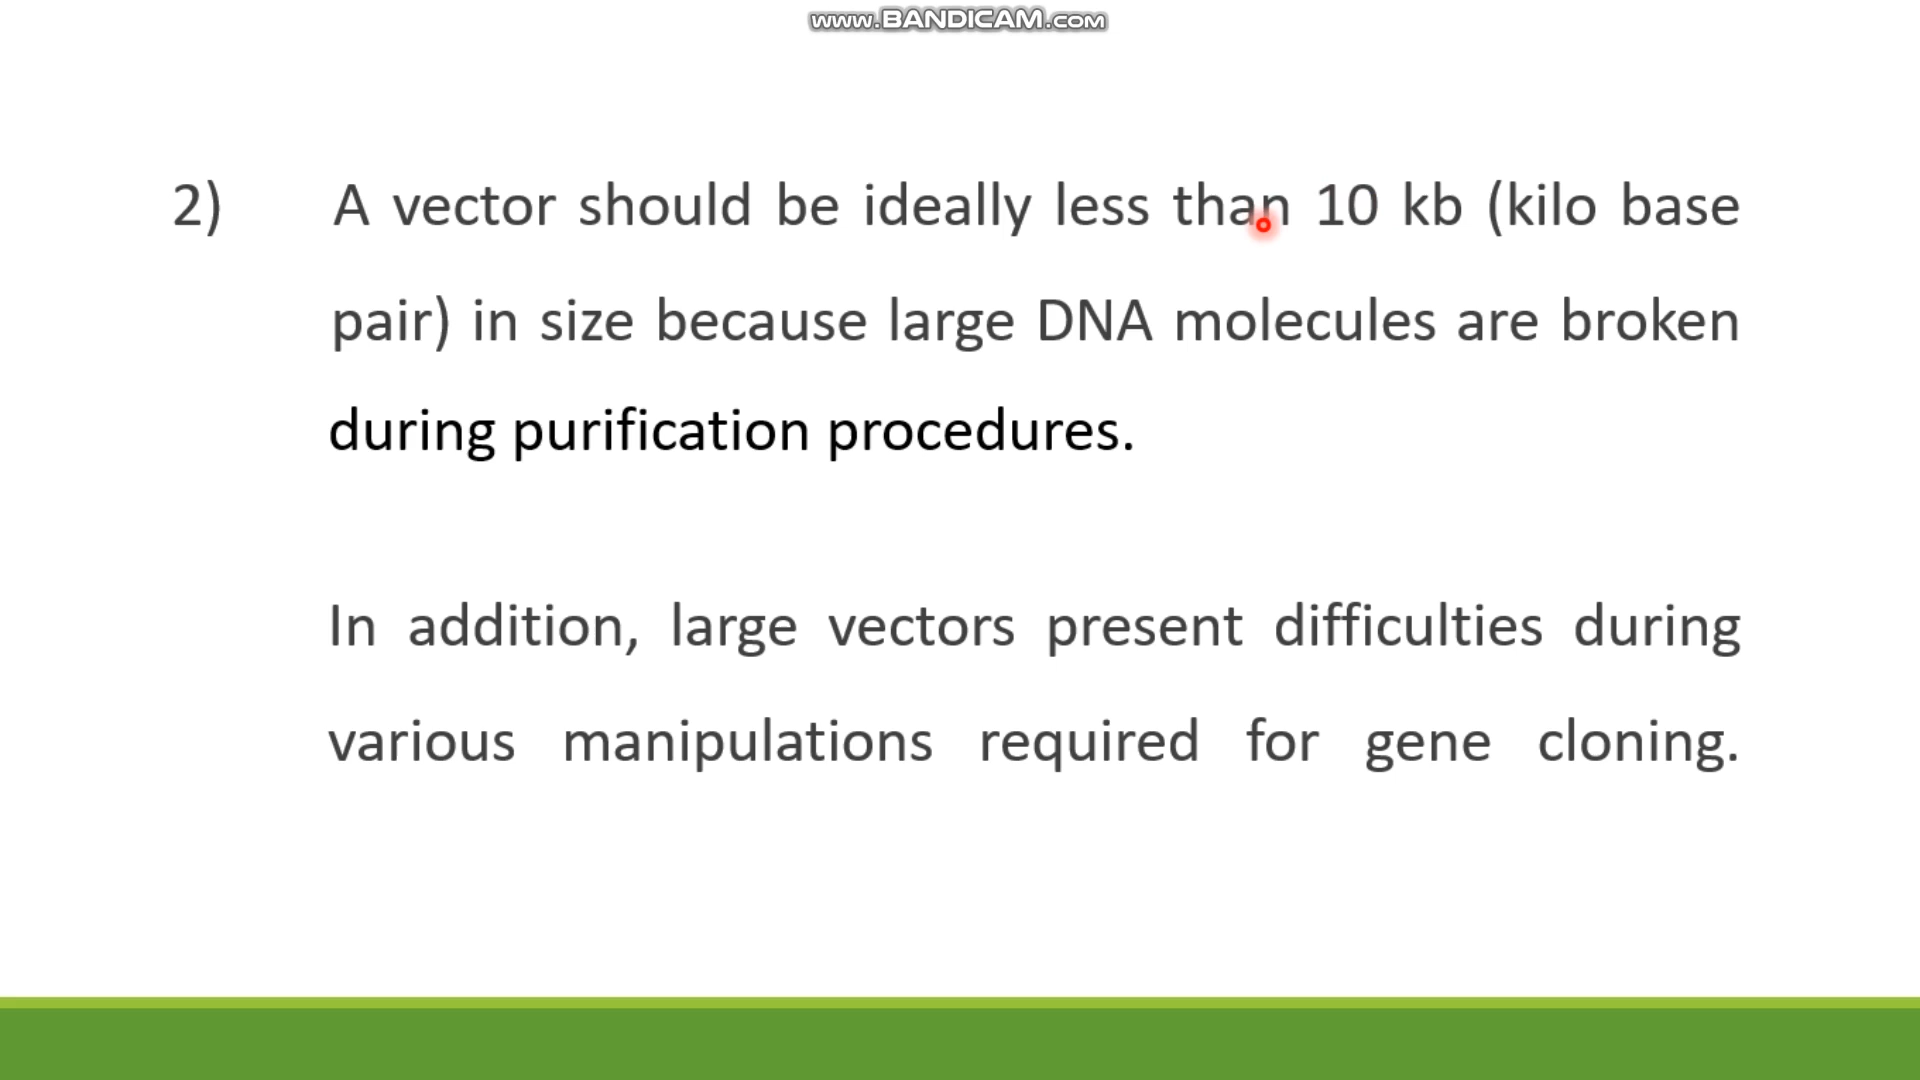 www.BANDICAM.com
2) A vector should be ideally less than 10 kb (kilo base
pair) in size because large DNA molecules are broken
during purification procedures.
In addition, large vectors present difficulties during
various manipulations required for gene cloning.